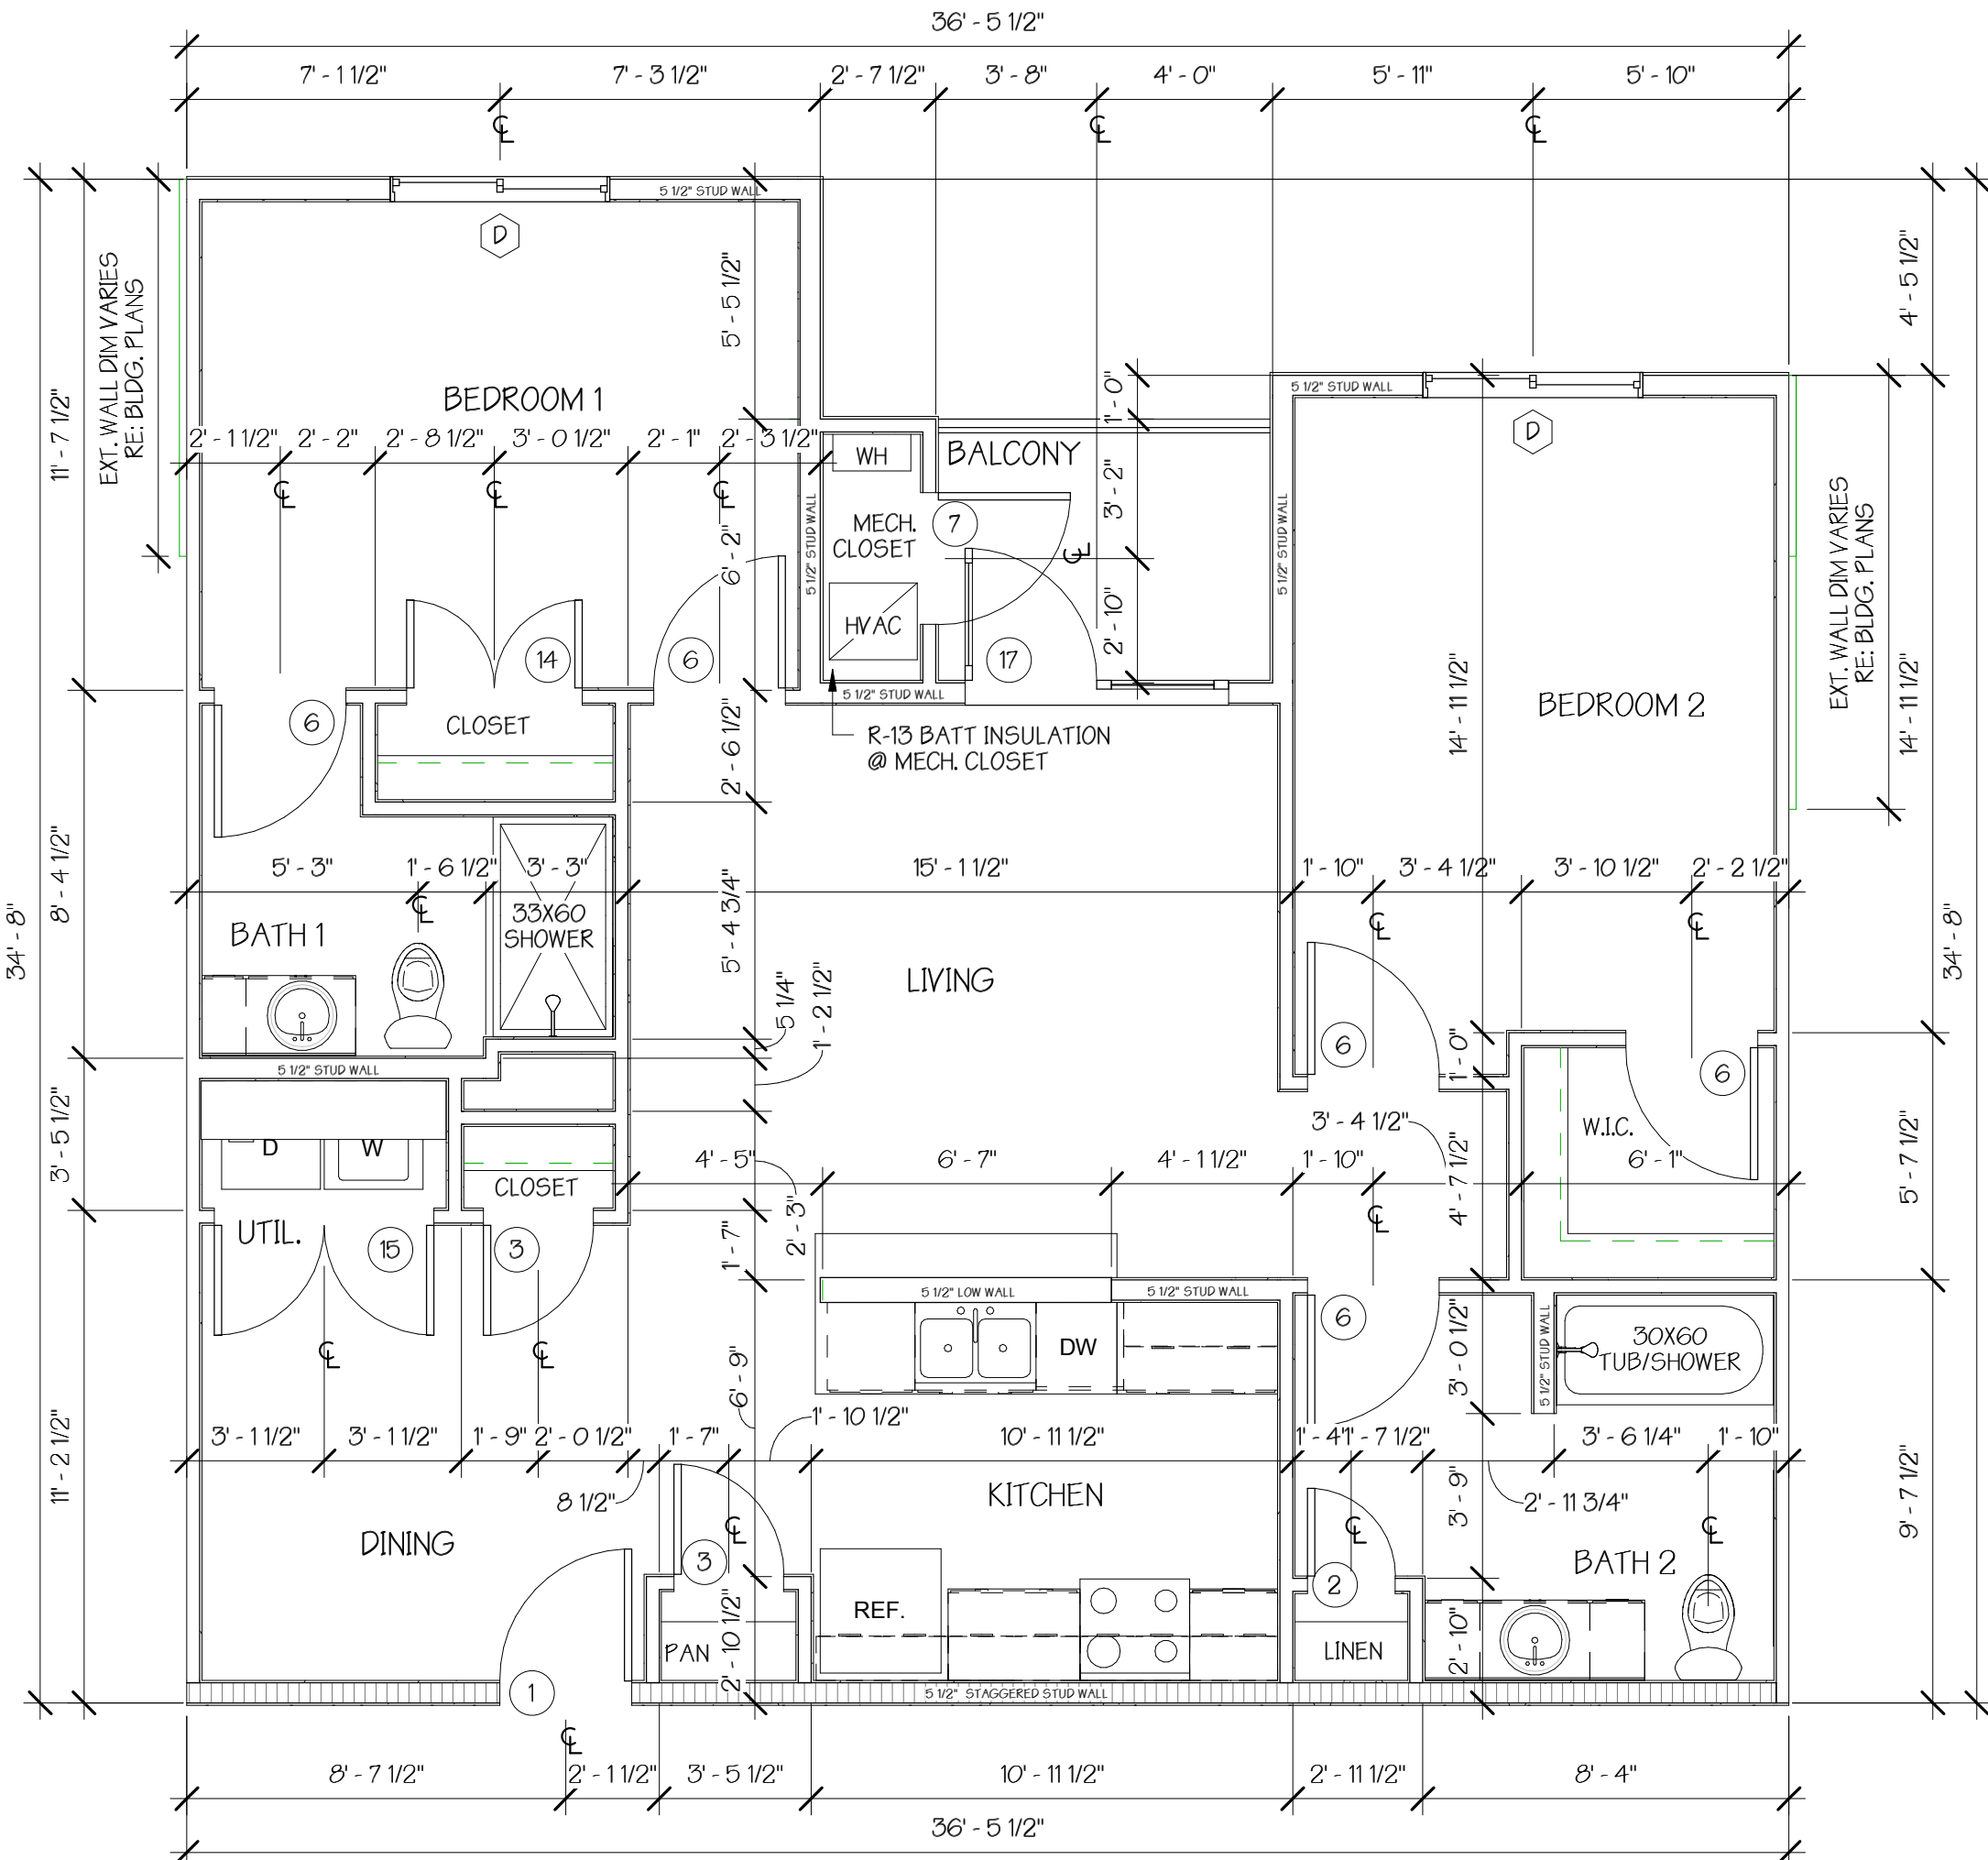 36' - 5 1/2"
7' - 1 1/2" 7' - 3 1/2" 2' - 7 1/2" 3' - 8" 4' - 0" 5' - 11" 5' - 10"
5 1/2" STUD WALL
D
EXT. WALL DIM VARIES
RE: BLDG. PLANS
11' - 7 1/2"
5' - 5 1/2"
4' - 5 1/2"
BEDROOM 1
1' - 0"
5 1/2" STUD WALL
D
2' - 1 1/2" 2' - 2" 2' - 8 1/2" 3' - 0 1/2" 2' - 1" 2' - 3 1/2"
WH
BALCONY
3' - 2"
5 1/2" STUD WALL
5 1/2" STUD WALL
MECH.
CLOSET
7
6' - 2"
2' - 10"
HVAC
EXT. WALL DIM VARIES
RE: BLDG. PLANS
14
6
17
5 1/2" STUD WALL
6
CLOSET
2' - 6 1/2"
R-13 BATT INSULATION
@ MECH. CLOSET
14' - 11 1/2"
BEDROOM 2
14' - 11 1/2"
8' - 4 1/2"
5' - 3" 1' - 6 1/2" 3' - 3" 15' - 1 1/2" 1' - 10" 3' - 4 1/2" 3' - 10 1/2" 2' - 2 1/2"
34' - 8"
BATH 1
33X60
SHOWER
5' - 4 3/4"
5 1/4"
1' - 2 1/2"
LIVING
34' - 8"
6
1' - 0"
6
5 1/2" STUD WALL
3' - 5 1/2"
D
W
3' - 4 1/2"
W.I.C.
4' - 5" 6' - 7" 4' - 1 1/2" 1' - 10" 6' - 1"
4' - 7 1/2"
5' - 7 1/2"
CLOSET
2' - 3"
1' - 7"
UTIL.
15
3
5 1/2" LOW WALL
5 1/2" STUD WALL
6
DW
3' - 0 1/2"
5 1/2" STUD WALL
30X60
TUB/SHOWER
6' - 9"
1' - 10 1/2"
11' - 2 1/2"
3' - 1 1/2" 3' - 1 1/2" 1' - 9" 2' - 0 1/2" 1' - 7" 10' - 11 1/2" 1' - 4" 1' - 7 1/2" 3' - 6 1/4" 1' - 10"
8 1/2"
KITCHEN
3' - 9"
2' - 11 3/4"
9' - 7 1/2"
DINING
3
2
BATH 2
REF.
PAN
2' - 10 1/2"
LINEN
2' - 10"
1
5 1/2" STAGGERED STUD WALL
8' - 7 1/2" 2' - 1 1/2" 3' - 5 1/2" 10' - 11 1/2" 2' - 11 1/2" 8' - 4"
36' - 5 1/2"